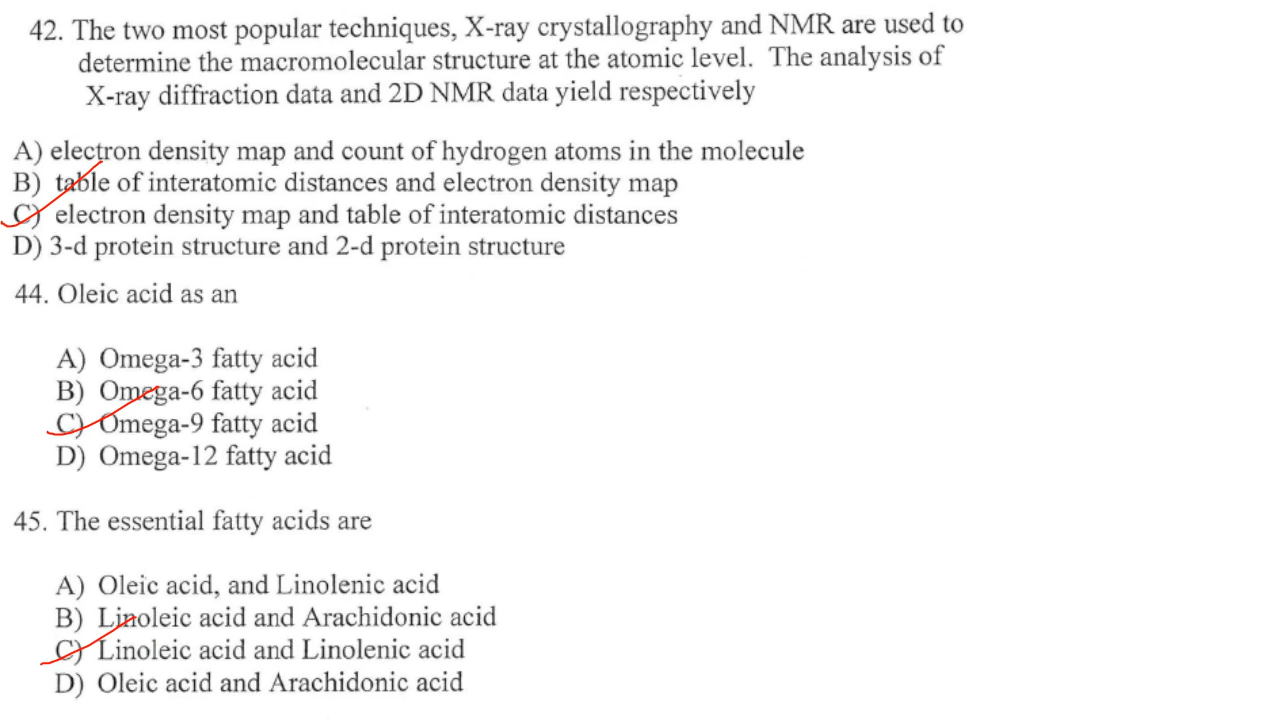 42. The two most popular techniques, X-ray crystallography and NMR are used to
determine the macromolecular structure at the atomic level. The analysis of
X-ray diffraction data and 2D NMR data yield respectively
A) electron density map and count of hydrogen atoms in the molecule
B) table of interatomic distances and electron density map
C) electron density map and table of interatomic distances
D) 3-d protein structure and 2-d protein structure
44. Oleic acid as an
A) Omega-3 fatty acid
B) Omega-6 fatty acid
C) Omega-9 fatty acid
D) Omega-12 fatty acid
45. The essential fatty acids are
A) Oleic acid, and Linolenic acid
B) Linoleic acid and Arachidonic acid
C) Linoleic acid and Linolenic acid
D) Oleic acid and Arachidonic acid